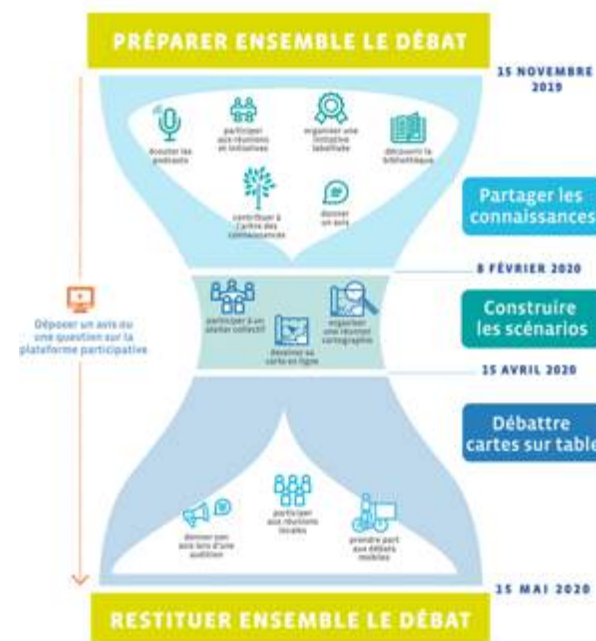 PRÉPARER ENSEMBLE LE DÉBAT
15 NOVEMBRE
2019
écouter les
podcasts
participer
aux réunions
et initiatives
organiser une
initiative
labellisée
découvrir la
bibliothèque
contribuer à
l'arbre des
connaissances
donner
un avis
Partager les
connaissances
8 FÉVRIER 2020
Déposer un avis ou
une question sur la
plateforme participative
participer à un
atelier collectif
dessiner sa
carte en ligne
organiser
une réunion
cartographie
Construire
les scénarios
15 AVRIL 2020
Débattre
cartes sur table
donner son
avis lors d'une
audition
participer
aux réunions
locales
prendre part
aux débats
mobiles
15 MAI 2020
RESTITUER ENSEMBLE LE DÉBAT